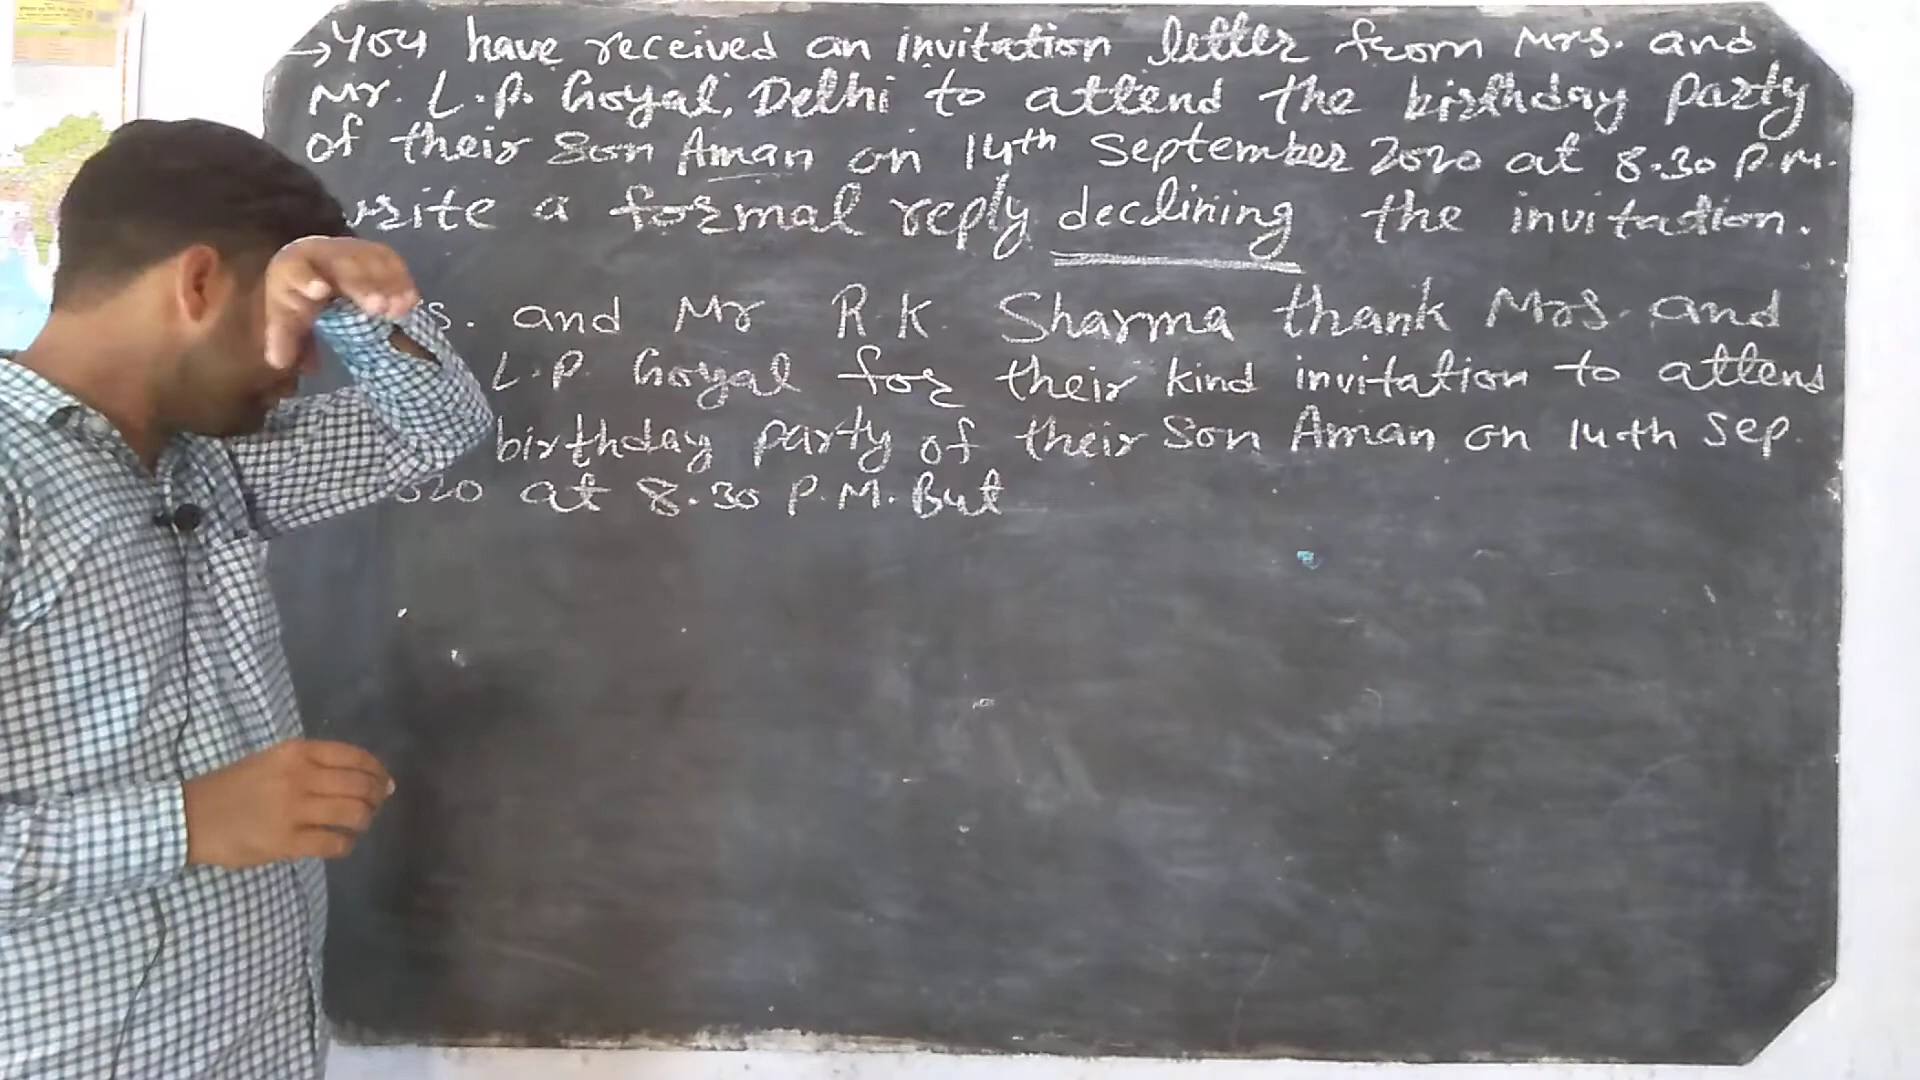 →You have received an invitation letter from Mrs. and
Mr. L.P. Goyal, Delhi to attend the birthday party
of their Son Aman on 14th September 2020 at 8.30 P.M.
write a formal reply declining the invitation.
s. and Mr R.K. Sharma thank Mrs. and
L.P. Goyal for their kind invitation to attend
birthday party of their Son Aman on 14th Sep.
020 at 8.30 P.M. But